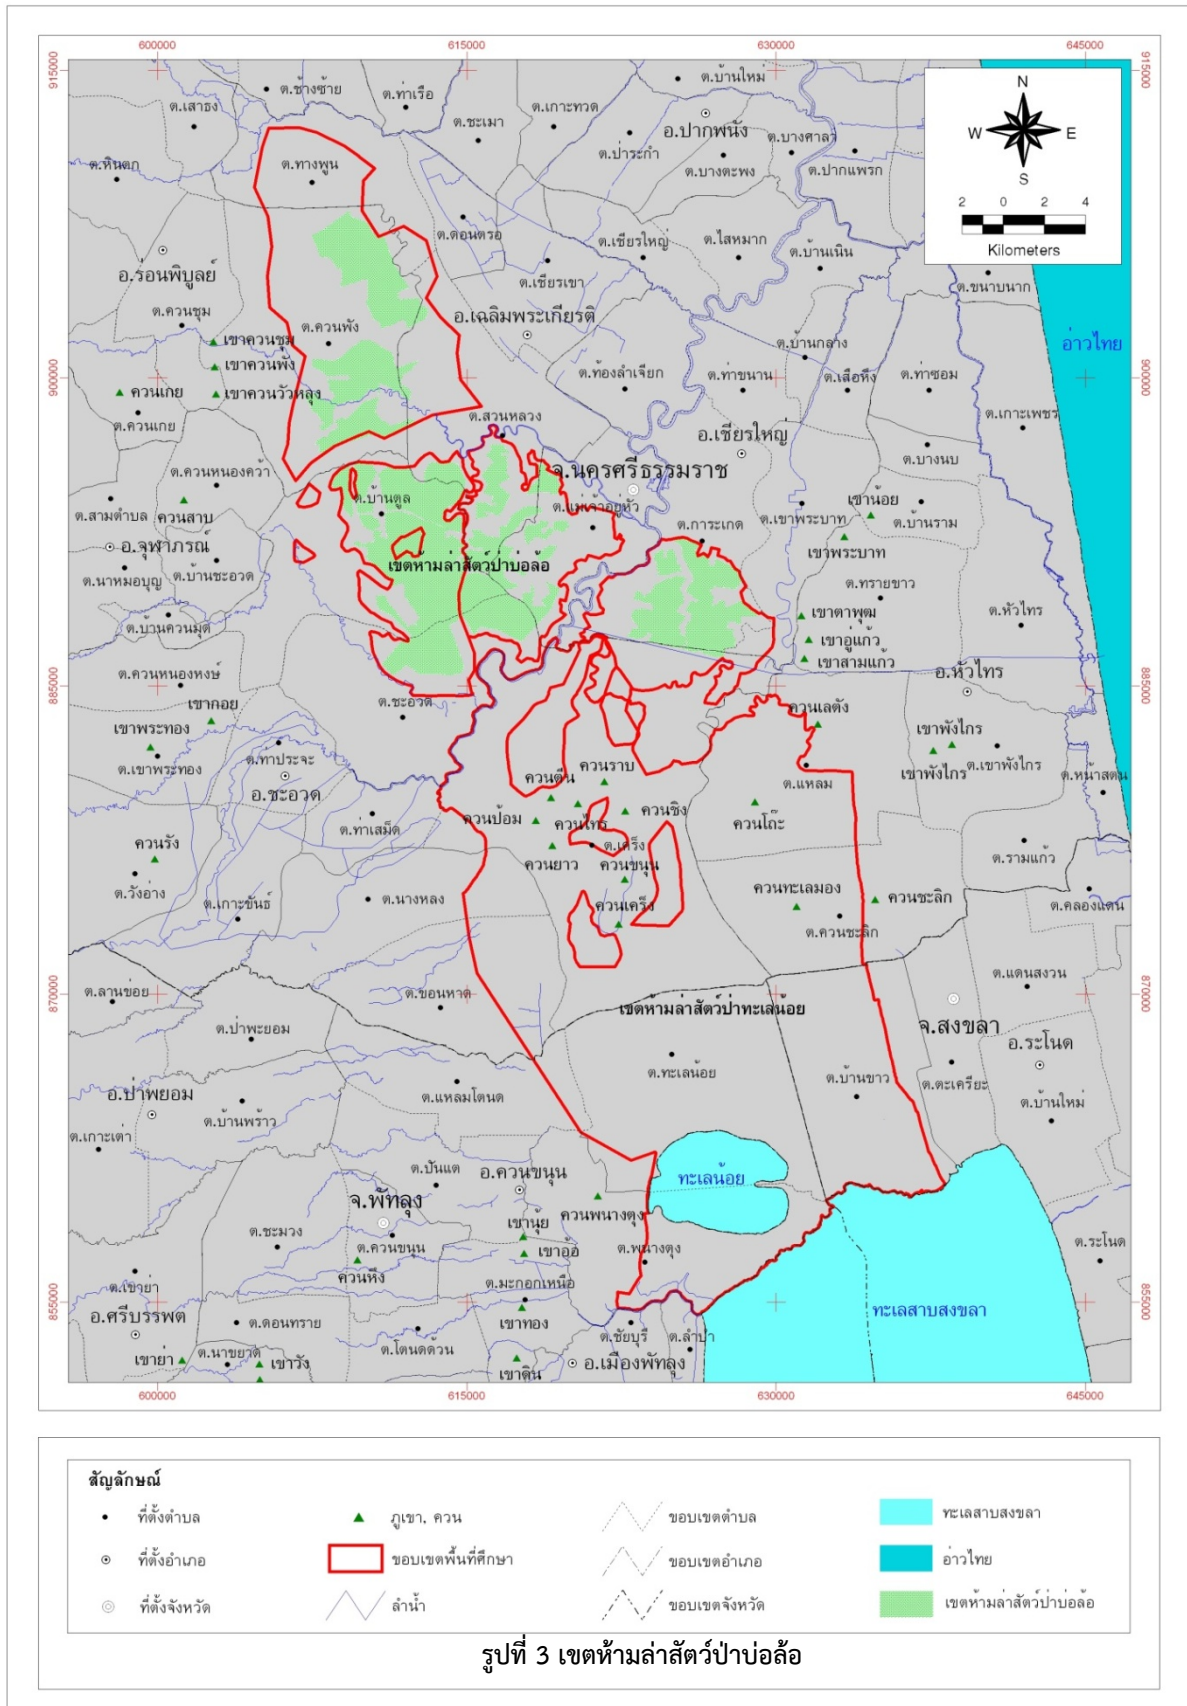 600000
615000
630000
645000
915000
915000
N
W
E
S
2 0 2 4
Kilometers
ต.ช้างซ้าย
ต.ท่าเรือ
ต.บ้านใหม่
ต.เสาธง
ต.เกาะทวด
อ.ปากพนัง
ต.ชะเมา
ต.ป่าระกำ
ต.บางศาลา
ต.หินตก
ต.ทางพูน
ต.บางตะพง
ต.ปากแพรก
ต.ดอนตรอ
ต.เชียรใหญ่
ต.ไสหมาก
อ.ร่อนพิบูลย์
ต.เชียรเขา
ต.บ้านเนิน
ต.ขนาบนาก
ต.ควนชุม
ต.ควนพัง
อ.เฉลิมพระเกียรติ
เขาควนชุม
ต.บ้านกลาง
อ่าวไทย
เขาควนพัง
ต.ท้องลำเจียก
ต.ท่าขนาน
ต.เสือหึง
ต.ท่าซอม
900000
900000
ควนเกย
เขาควนวัวหลุง
ต.ควนเกย
ต.สวนหลวง
ต.เกาะเพชร
อ.เชียรใหญ่
ต.บางนบ
ต.ควนหนองคว้า
จ.นครศรีธรรมราช
ต.สามตำบล
ควนสาบ
ต.บ้านตูล
ต.แม่เจ้าอยู่หัว
ต.การะเกด
ต.เขาพระบาท
เขาน้อย
ต.บ้านราม
อ.จุฬาภรณ์
เขาพระบาท
ต.นาหมอบุญ
ต.บ้านชะอวด
เขตห้ามล่าสัตว์ป่าบ่อล้อ
ต.ทรายขาว
ต.บ้านควนมุด
เขาตาพุฒ
ต.หัวไทร
เขาอู่แก้ว
ต.ควนหนองหงษ์
เขาสามแก้ว
อ.หัวไทร
885000
885000
เขากอย
ต.ชะอวด
ควนเลตัง
เขาพระทอง
เขาพังไกร
ต.เขาพระทอง
ต.ท่าประจะ
ควนราบ
เขาพังไกร
ต.เขาพังไกร
อ.ชะอวด
ควนดีน
ต.แหลม
ต.หน้าสตน
ควนป้อม
ควนไทร
ควนชิง
ควนโก๊ะ
ต.ท่าเสม็ด
ควนรัง
ควนยาว
ต.เคร็ง
ต.รามแก้ว
ต.วังอ่าง
ควนขนุน
ต.เกาะขันธ์
ต.นางหลง
ควนเคร็ง
ควนทะเลมอง
ควนชะลิก
ต.คลองแดน
ต.ควนชะลิก
870000
870000
ต.ลานข่อย
ต.ขอนหาด
เขตห้ามล่าสัตว์ป่าทะเลน้อย
ต.แดนสงวน
ต.ป่าพะยอม
จ.สงขลา
อ.ระโนด
ต.ทะเลน้อย
ต.บ้านขาว
ต.ตะเครียะ
อ.ป่าพยอม
ต.แหลมโตนด
ต.บ้านใหม่
ต.บ้านพร้าว
ต.เกาะเต่า
ต.ปันแต
อ.ควนขนุน
ทะเลน้อย
จ.พัทลุง
ควนพนางตุง
ต.ชะมวง
เขานุ้ย
ต.ควนขนุน
เขาอ้อ
ต.พนางตุง
ต.ระโนด
ควนหึง
ต.เขาย่า
ต.มะกอกเหนือ
855000
855000
อ.ศรีบรรพต
ต.ดอนทราย
เขาทอง
ทะเลสาบสงขลา
ต.ชัยบุรี
ต.ลำปำ
เขาย่า
ต.นาขยาด
เขาวัง
ต.โตนดด้วน
เขาดิน
อ.เมืองพัทลุง
600000
615000
630000
645000
สัญลักษณ์
ที่ตั้งตำบล
ภูเขา, ควน
ขอบเขตตำบล
ทะเลสาบสงขลา
ที่ตั้งอำเภอ
ขอบเขตพื้นที่ศึกษา
ขอบเขตอำเภอ
อ่าวไทย
ที่ตั้งจังหวัด
ลำน้ำ
ขอบเขตจังหวัด
เขตห้ามล่าสัตว์ป่าบ่อล้อ
รูปที่ 3 เขตห้ามล่าสัตว์ป่าบ่อล้อ